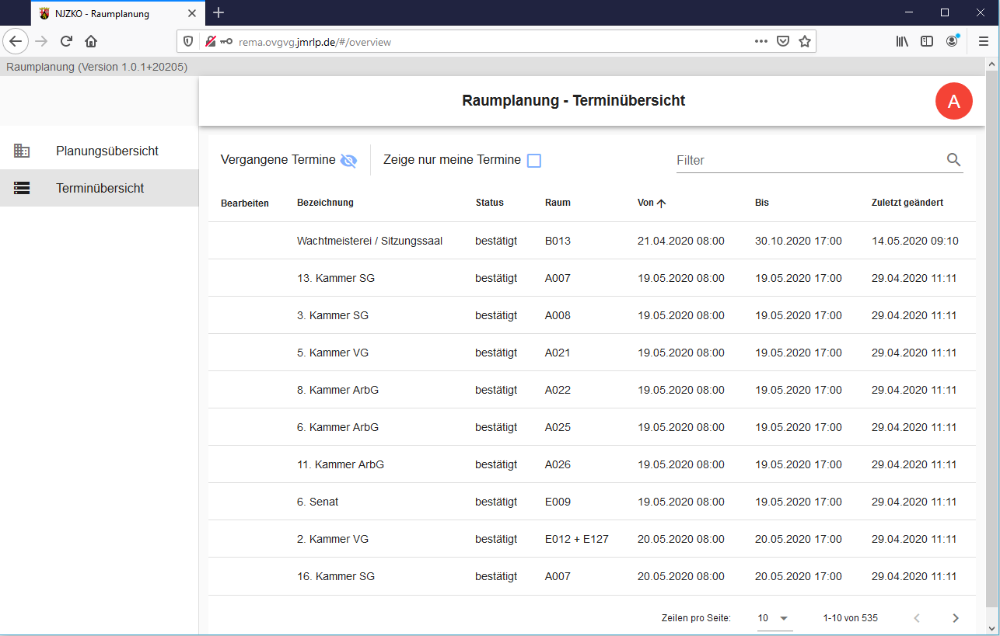 NJZKO - Raumplanung
rema.ovgvg.jmrlp.de/#/overview
Raumplanung (Version 1.0.1+20205)
Raumplanung - Terminübersicht
A
Planungsübersicht
Terminübersicht
Vergangene Termine Zeige nur meine Termine Filter
Bearbeiten Bezeichnung Status Raum Von Bis Zuletzt geändert
Wachtmeisterei / Sitzungssaal bestätigt B013 21.04.2020 08:00 30.10.2020 17:00 14.05.2020 09:10
13. Kammer SG bestätigt A007 19.05.2020 08:00 19.05.2020 17:00 29.04.2020 11:11
3. Kammer SG bestätigt A008 19.05.2020 08:00 19.05.2020 17:00 29.04.2020 11:11
5. Kammer VG bestätigt A021 19.05.2020 08:00 19.05.2020 17:00 29.04.2020 11:11
8. Kammer ArbG bestätigt A022 19.05.2020 08:00 19.05.2020 17:00 29.04.2020 11:11
6. Kammer ArbG bestätigt A025 19.05.2020 08:00 19.05.2020 17:00 29.04.2020 11:11
11. Kammer ArbG bestätigt A026 19.05.2020 08:00 19.05.2020 17:00 29.04.2020 11:11
6. Senat bestätigt E009 19.05.2020 08:00 19.05.2020 17:00 29.04.2020 11:11
2. Kammer VG bestätigt E012 + E127 20.05.2020 08:00 20.05.2020 17:00 29.04.2020 11:11
16. Kammer SG bestätigt A007 20.05.2020 08:00 20.05.2020 17:00 29.04.2020 11:11
Zeilen pro Seite: 10 1-10 von 535